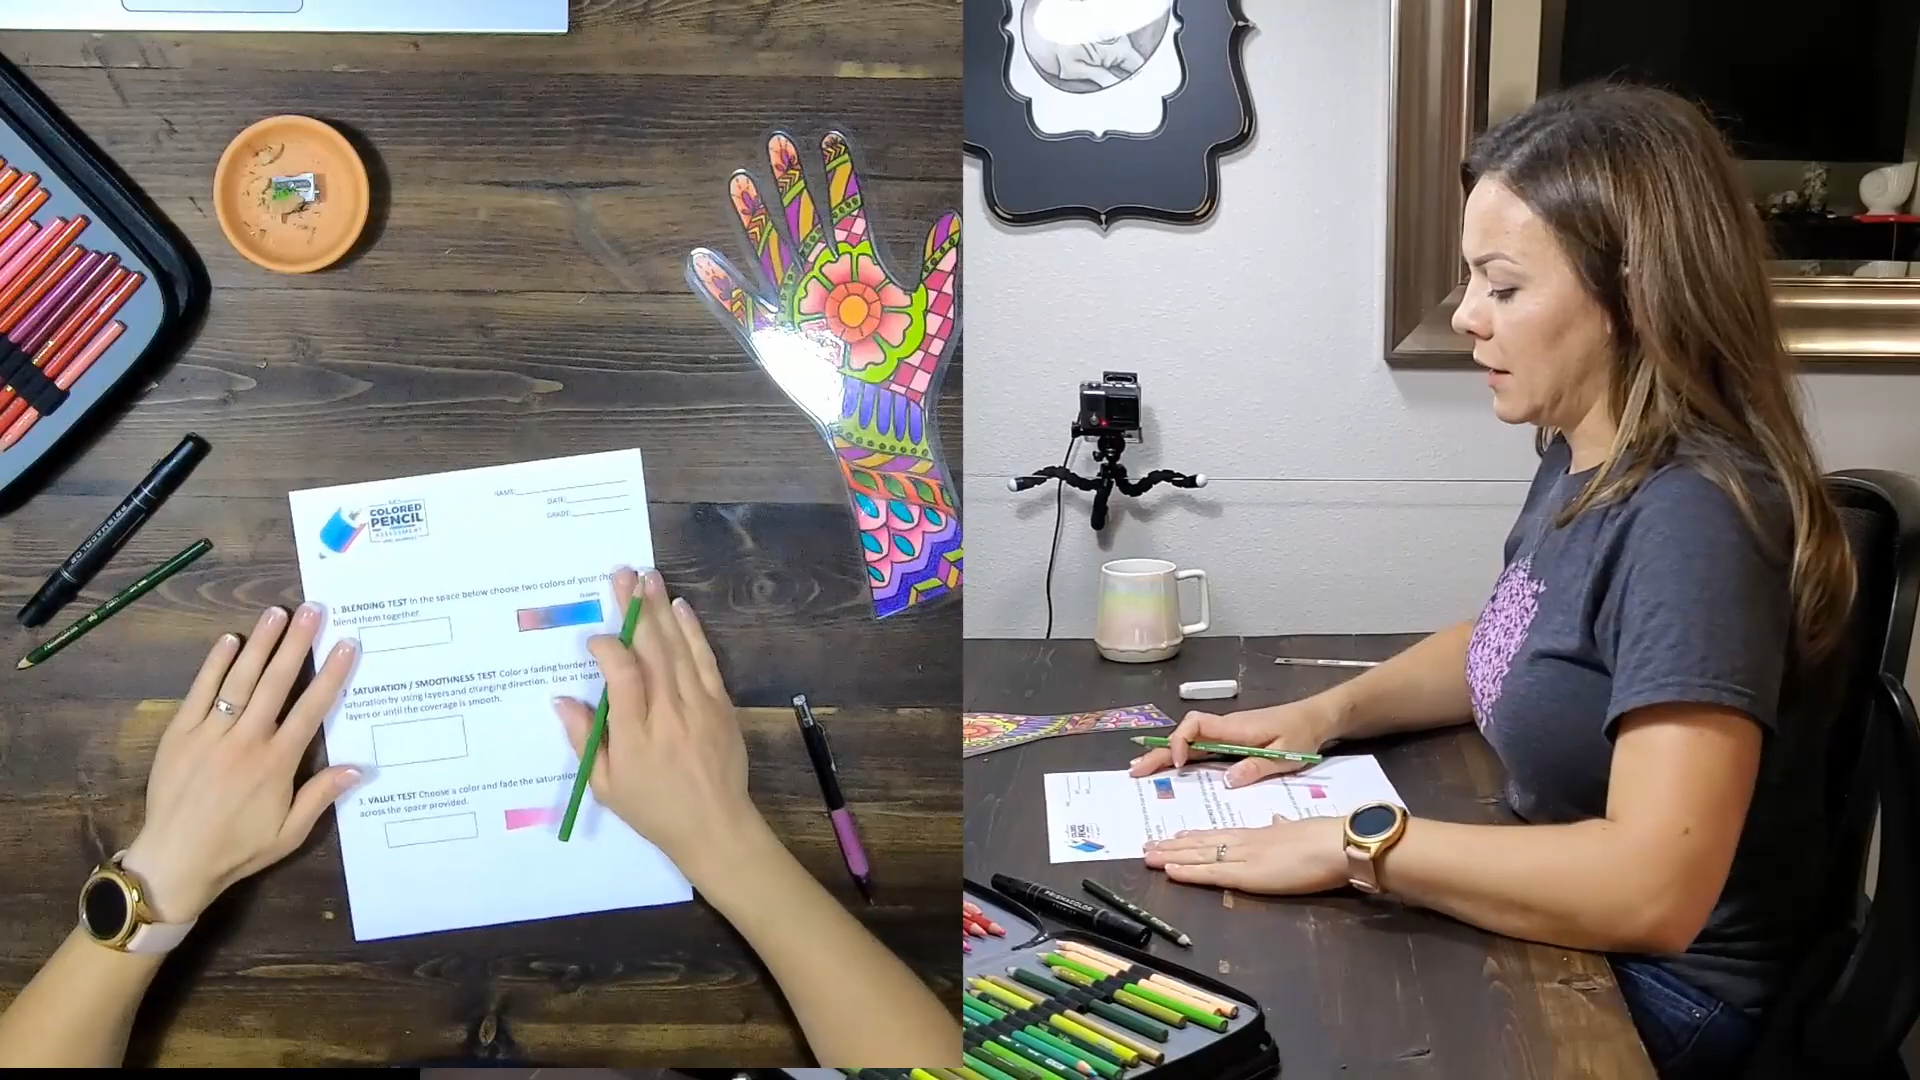 NAME:
DATE:
GRADE:
COLORED
PENCIL
ASSESSMENT
1. BLENDING TEST In the space below choose two colors of your
blend them together.
2. SATURATION / SMOOTHNESS TEST Color a fading border
saturation by using layers and changing direction. Use at least
layers or until the coverage is smooth.
3. VALUE TEST Choose a color and fade the saturation
across the space provided.
PRISMACOLOR
PRISMACOLOR
COLORED
PENCIL